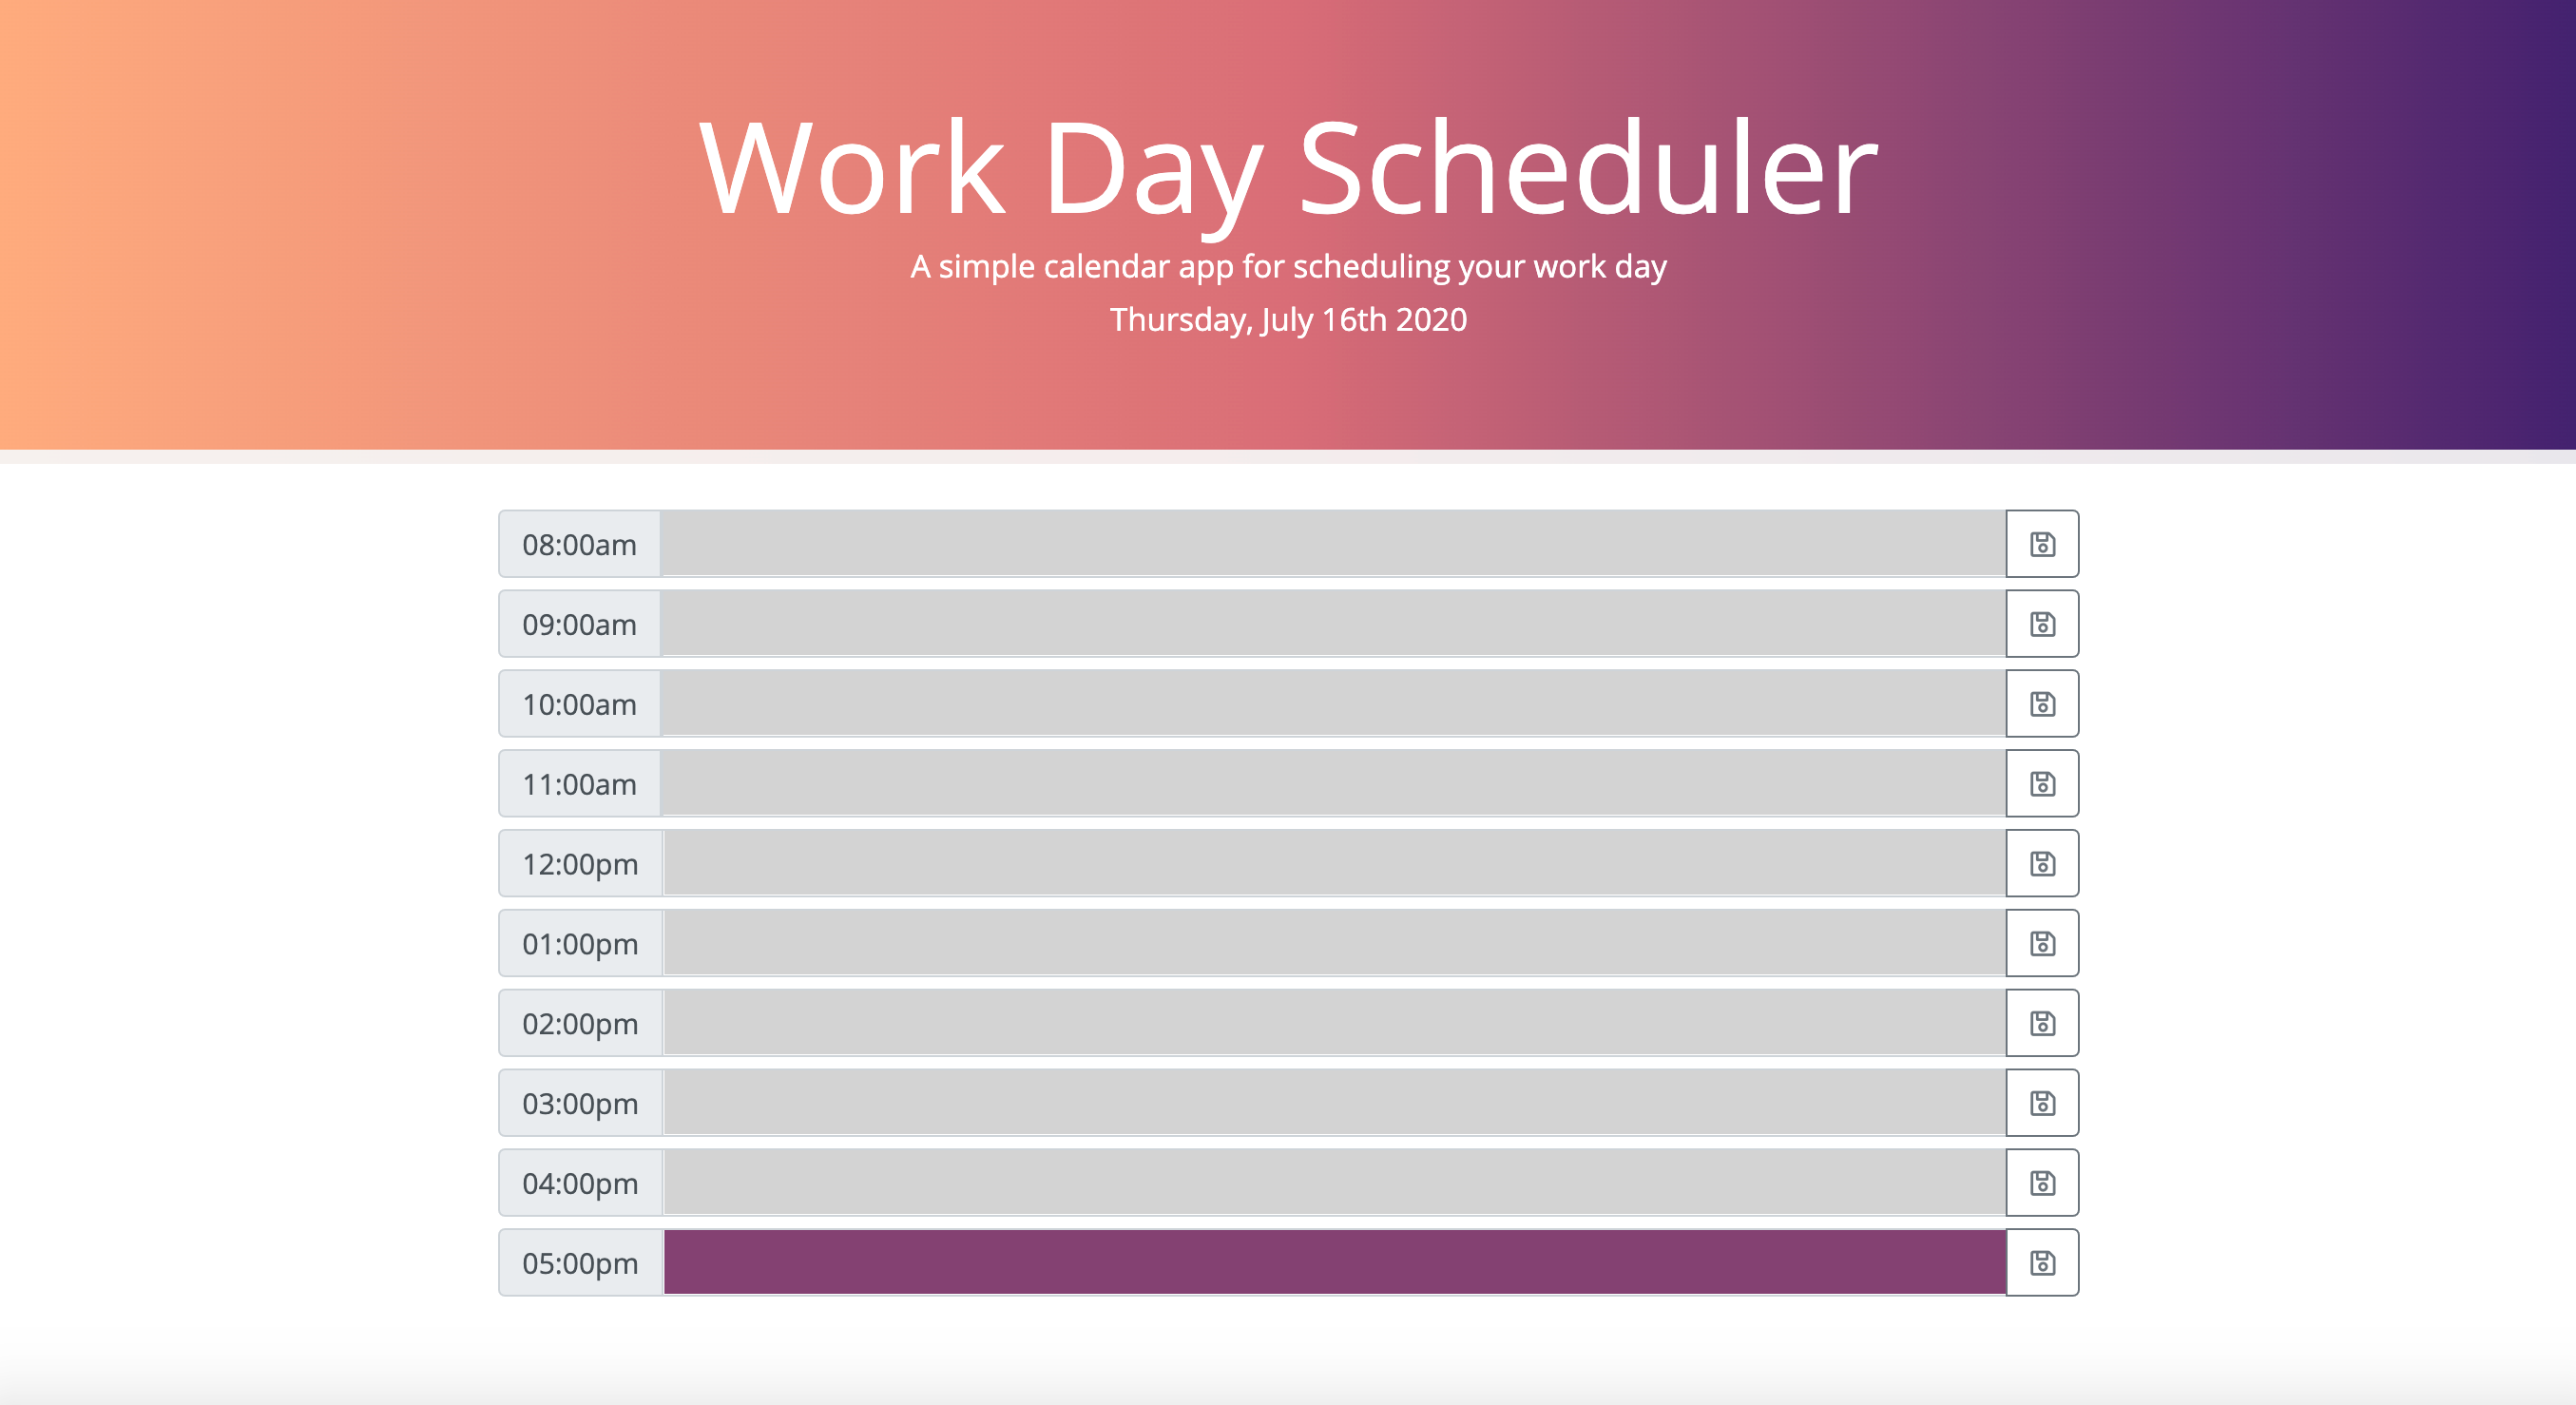 Work Day Scheduler
A simple calendar app for scheduling your work day
Thursday, July 16th 2020
08:00am
09:00am
10:00am
11:00am
12:00pm
01:00pm
02:00pm
03:00pm
04:00pm
05:00pm